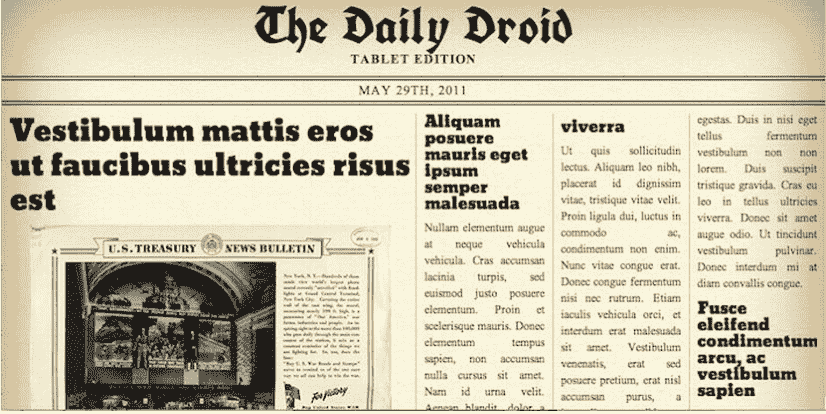 The Daily Droid
TABLET EDITION
MAY 29TH, 2011
Vestibulum mattis eros
ut faucibus ultricies risus
est
U.S. TREASURY NEWS BULLETIN
For Victory
Aliquam
posuere
mauris eget
ipsum
semper
malesuada
Nullam elementum augue
at neque vehicula
vehicula. Cras accumsan
lacinia turpis, sed
euismod justo posuere
elementum. Proin et
scelerisque mauris. Donec
elementum tempus
sapien, non accumsan
nulla cursus sit amet.
Nam id urna velit.
Aenean blandit, dolor a
viverra
Ut quis sollicitudin
lectus. Aliquam leo nibh,
placerat id dignissim
vitae, tristique vitae velit.
Proin ligula dui, luctus in
commodo ac,
condimentum non enim.
Nunc vitae congue erat.
Donec congue fermentum
nisi nec rutrum. Etiam
iaculis vehicula orci, et
interdum erat malesuada
sit amet. Vestibulum
venenatis, erat sed
posuere pretium, erat nisl
accumsan purus, a
egestas. Duis in nisi eget
tellus fermentum
vestibulum non non
lorem. Duis suscipit
tristique gravida. Cras eu
leo in tellus ultricies
viverra. Donec sit amet
augue odio. Ut tincidunt
vestibulum pulvinar.
Donec interdum mi at
diam convallis congue.
Fusce
eleifend
condimentum
arcu, ac
vestibulum
sapien